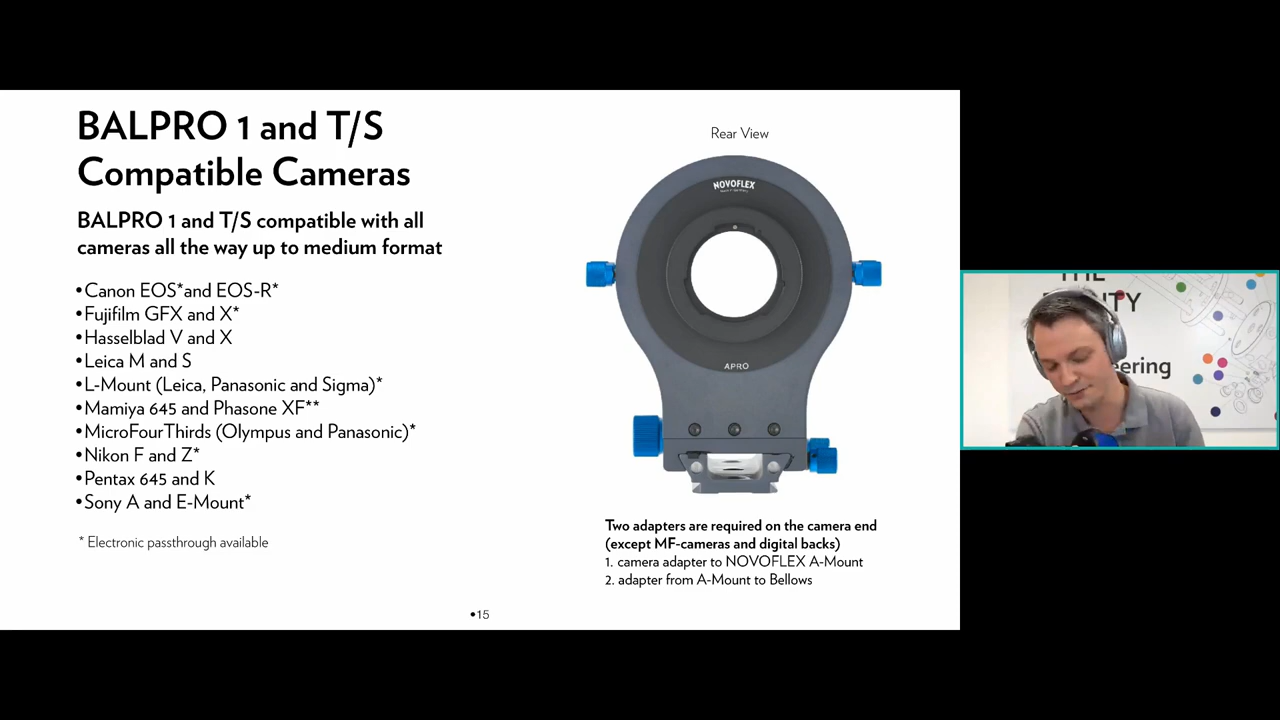 BALPRO 1 and T/S
Compatible Cameras
BALPRO 1 and T/S compatible with all
cameras all the way up to medium format
•Canon EOS*and EOS-R*
•Fujifilm GFX and X*
•Hasselblad V and X
•Leica M and S
•L-Mount (Leica, Panasonic and Sigma)*
•Mamiya 645 and Phasone XF**
•MicroFourThirds (Olympus and Panasonic)*
•Nikon F and Z*
•Pentax 645 and K
•Sony A and E-Mount*
* Electronic passthrough available
Rear View
NOVOFLEX
APRO
Two adapters are required on the camera end
(except MF-cameras and digital backs)
1. camera adapter to NOVOFLEX A-Mount
2. adapter from A-Mount to Bellows
•15
THE